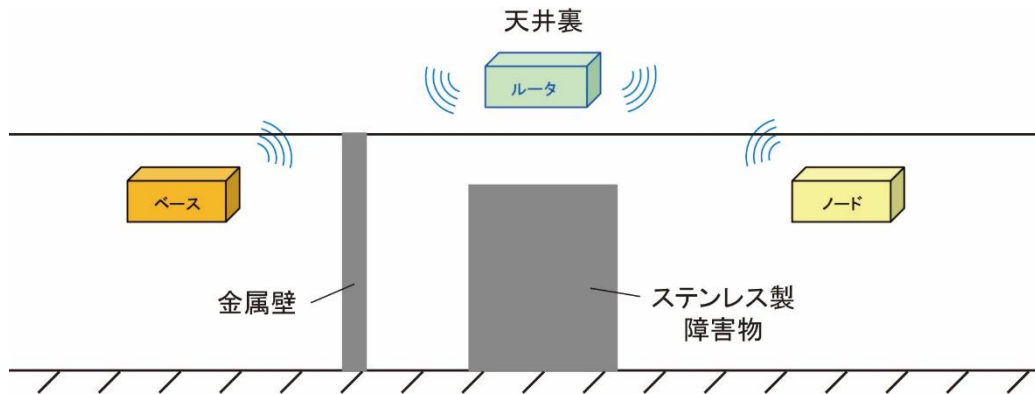 天井裏
ルータ
ベース
ノード
金属壁
ステンレス製
障害物